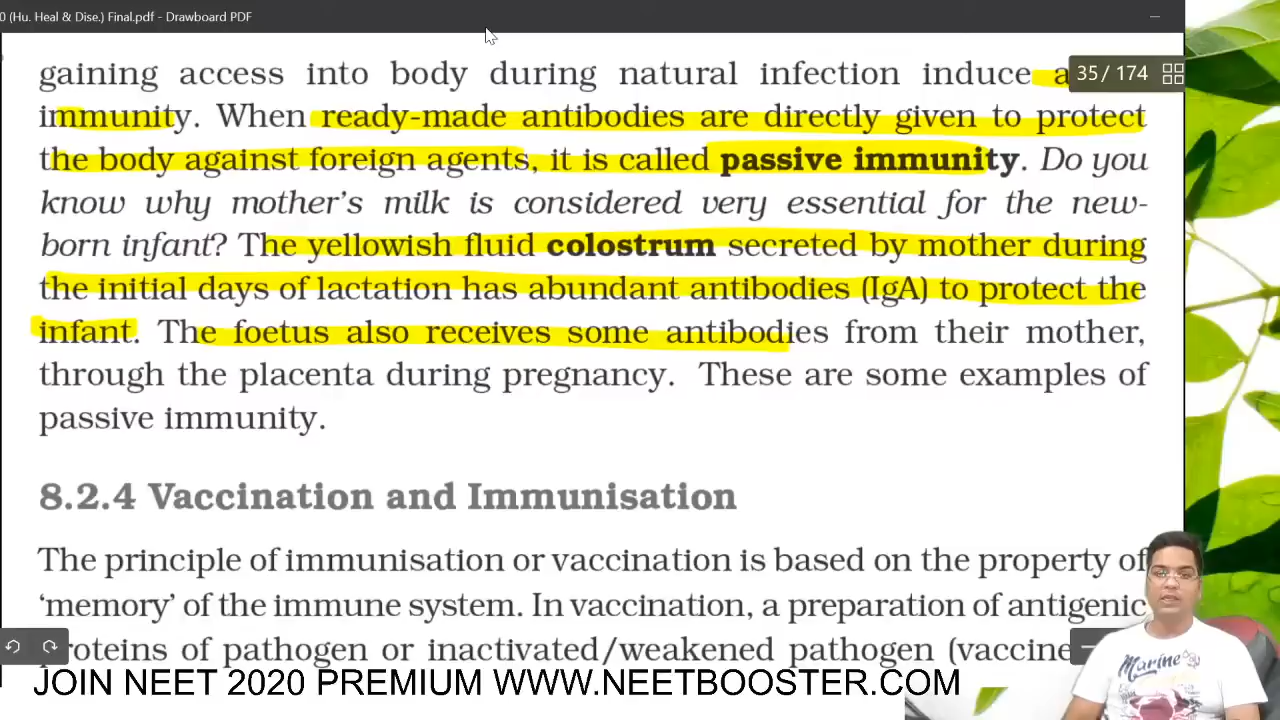 0 (Hu. Heal & Dise.) Final.pdf - Drawboard PDF
35 / 174
gaining access into body during natural infection induce
immunity. When ready-made antibodies are directly given to protect
the body against foreign agents, it is called passive immunity. Do you
know why mother's milk is considered very essential for the new-
born infant? The yellowish fluid colostrum secreted by mother during
the initial days of lactation has abundant antibodies (IgA) to protect the
infant. The foetus also receives some antibodies from their mother,
through the placenta during pregnancy. These are some examples of
passive immunity.
8.2.4 Vaccination and Immunisation
The principle of immunisation or vaccination is based on the property of
'memory' of the immune system. In vaccination, a preparation of antigenic
proteins of pathogen or inactivated/weakened pathogen (vaccine
Marine
JOIN NEET 2020 PREMIUM WWW.NEETBOOSTER.COM